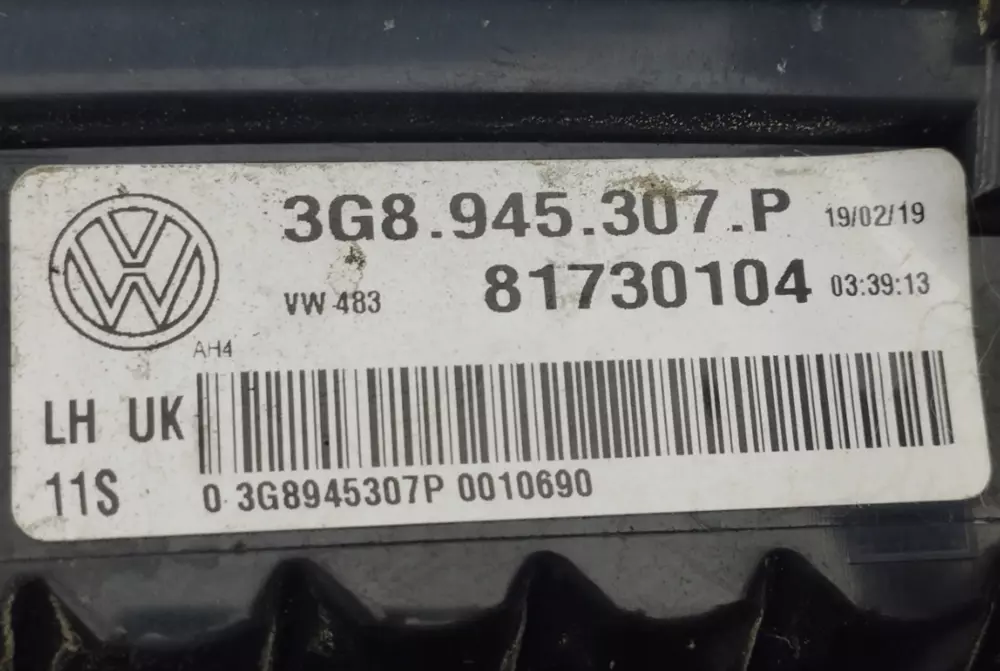 3G8.945.307.P 19/02/19
VW 483 81730104 03:39:13
AH4
LH UK
11S
0 3G8945307P 0010690